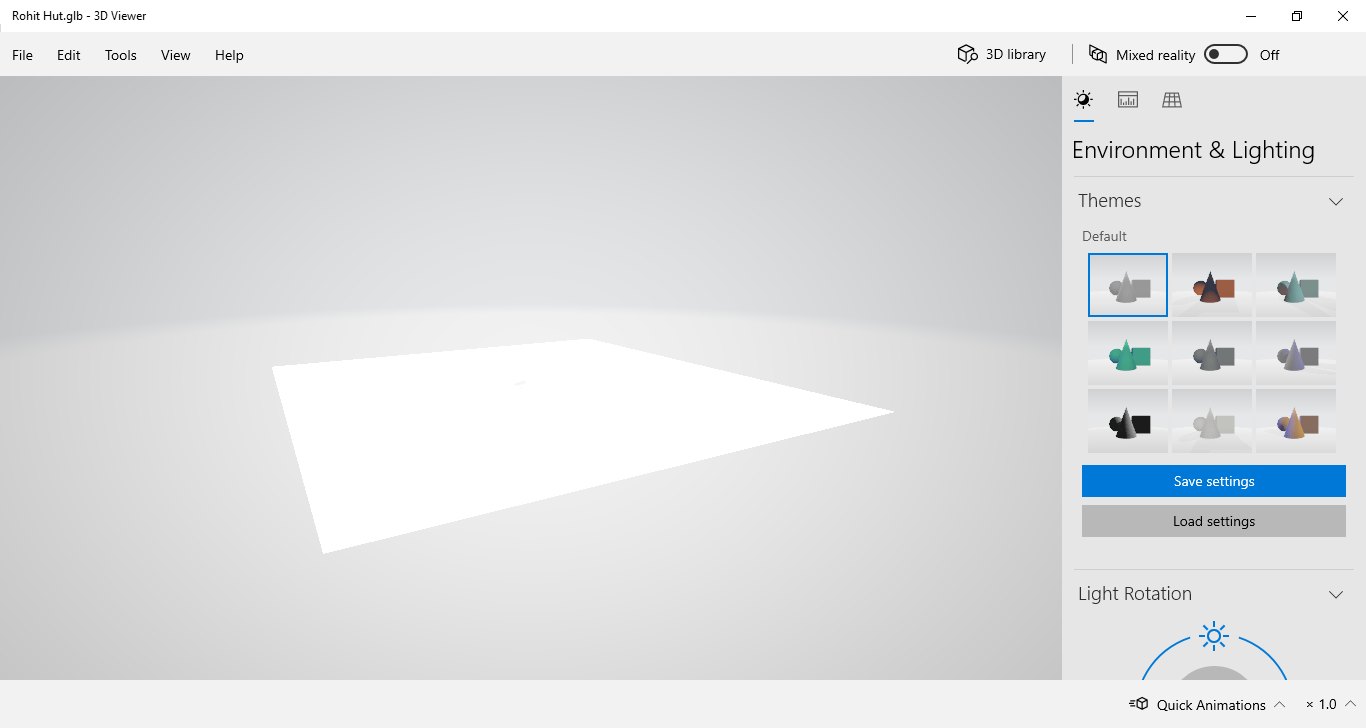 Rohit Hut.glb - 3D Viewer
File Edit Tools View Help 3D library Mixed reality Off
Environment & Lighting
Themes
Default
Save settings
Load settings
Light Rotation
Quick Animations × 1.0